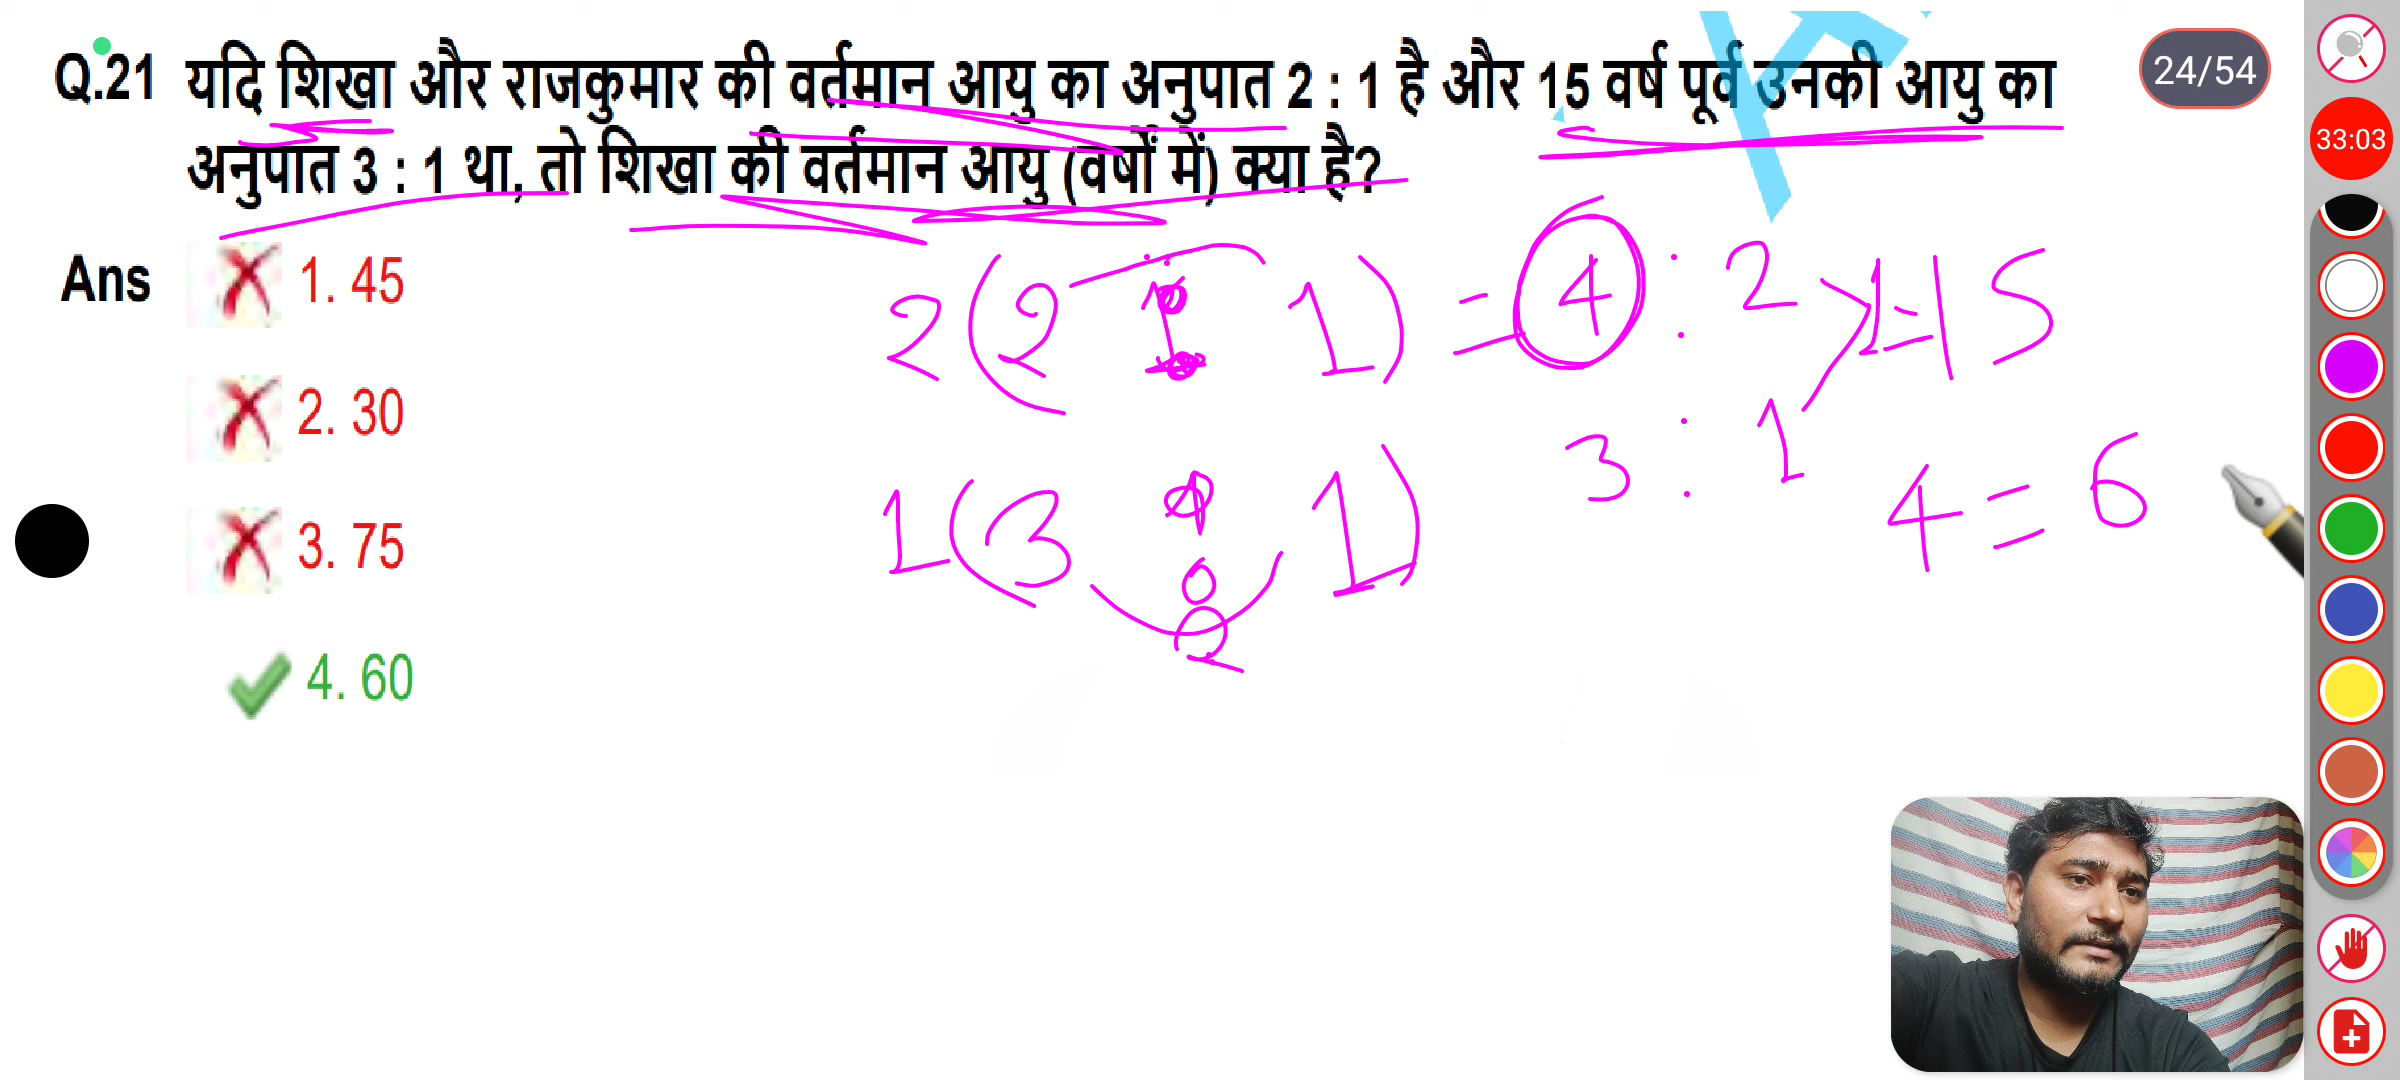 Q.21 यदि शिखा और राजकुमार की वर्तमान आयु का अनुपात 2 : 1 है और 15 वर्ष पूर्व उनकी आयु का
अनुपात 3 : 1 था, तो शिखा की वर्तमान आयु (वर्षों में) क्या है?
24/54
33:03
Ans 1. 45
2. 30
3. 75
4. 60
2(2 : 1) = 4 : 2
1=15
1(3 : 1)
3 : 1
4=6
2